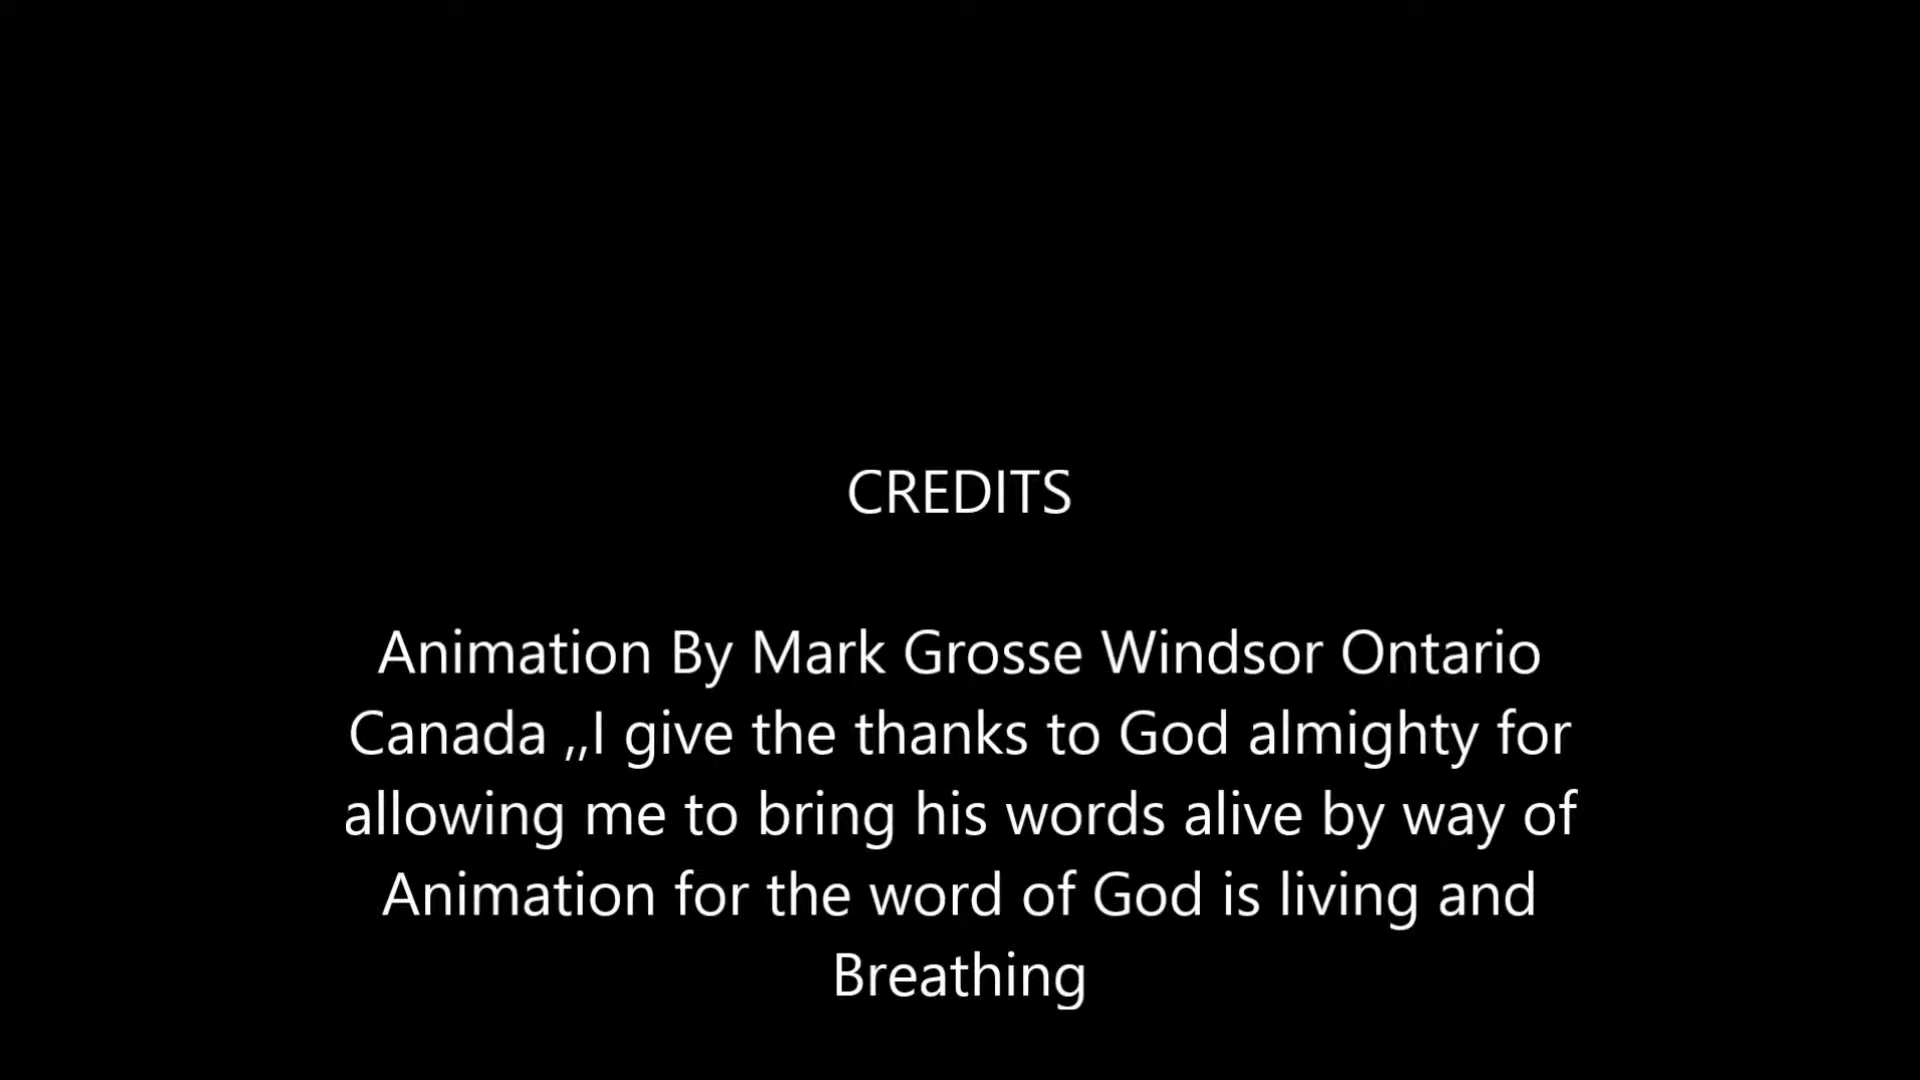 CREDITS
Animation By Mark Grosse Windsor Ontario
Canada ,,I give the thanks to God almighty for
allowing me to bring his words alive by way of
Animation for the word of God is living and
Breathing